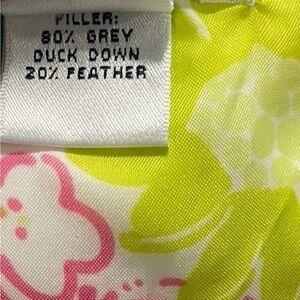 FILLER:
80% GREY
DUCK DOWN
20% FEATHER